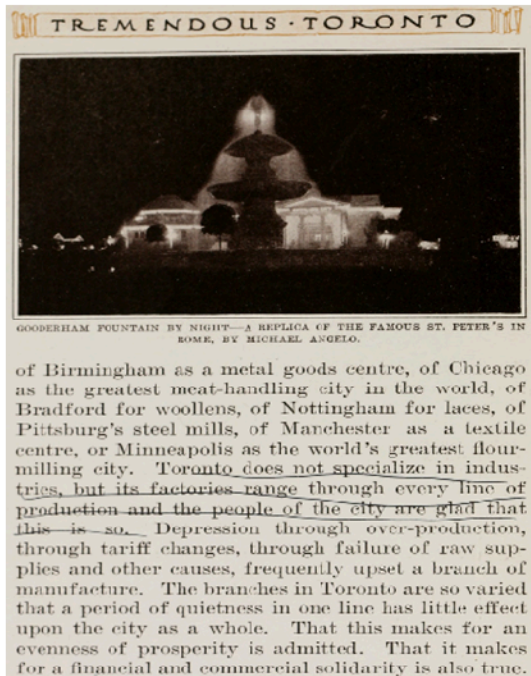 TREMENDOUS · TORONTO
GOODERHAM FOUNTAIN BY NIGHT—A REPLICA OF THE FAMOUS ST. PETER'S IN
ROME, BY MICHAEL ANGELO.
of Birmingham as a metal goods centre, of Chicago
as the greatest meat-handling city in the world, of
Bradford for woollens, of Nottingham for laces, of
Pittsburg's steel mills, of Manchester as a textile
centre, or Minneapolis as the world's greatest flour-
milling city. Toronto does not specialize in indus-
tries, but its factories range through every line of
production and the people of the city are glad that
this is so. Depression through over-production,
through tariff changes, through failure of raw sup-
plies and other causes, frequently upset a branch of
manufacture. The branches in Toronto are so varied
that a period of quietness in one line has little effect
upon the city as a whole. That this makes for an
evenness of prosperity is admitted. That it makes
for a financial and commercial solidarity is also true.